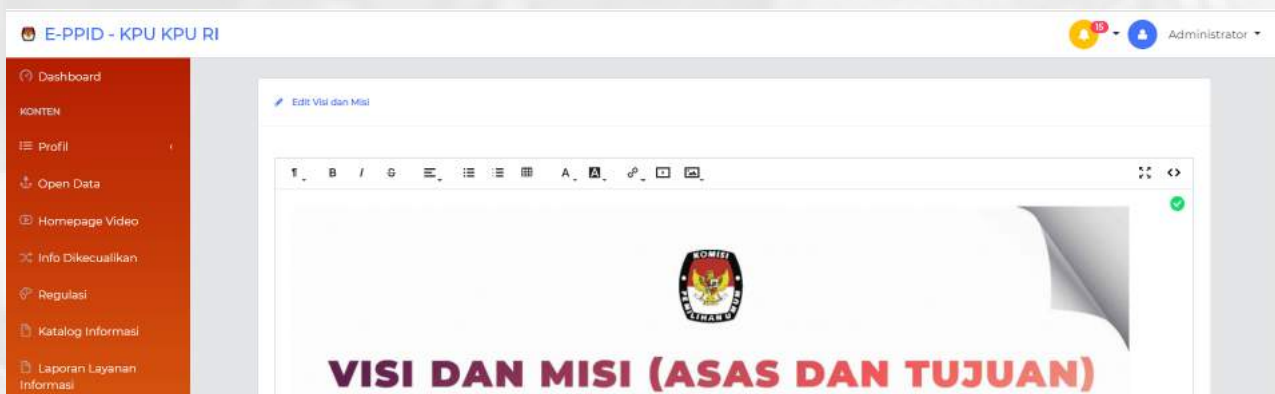 E-PPID - KPU KPU RI
15
Administrator
Dashboard
KONTEN
Profil
Open Data
Homepage Video
Info Dikecualikan
Regulasi
Katalog Informasi
Laporan Layanan
Informasi
Edit Visi dan Misi
KOMISI
PEMILIHAN UMUM
VISI DAN MISI (ASAS DAN TUJUAN)